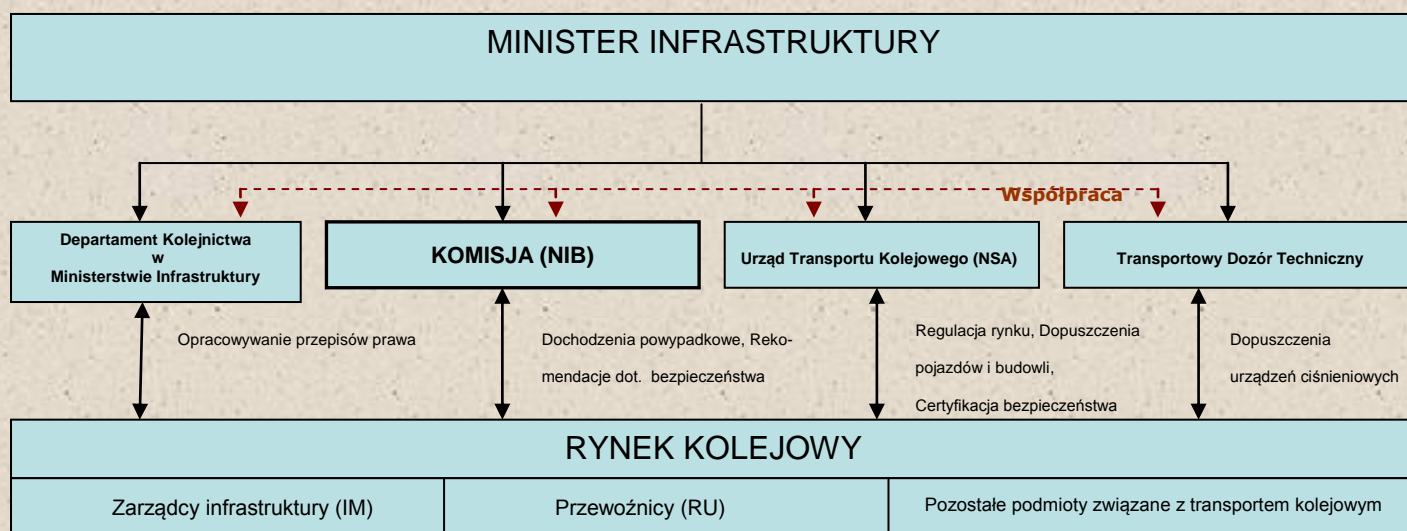 MINISTER INFRASTRUKTURY
Współpraca
Departament Kolejnictwa
w
Ministerstwie Infrastruktury
KOMISJA (NIB)
Urząd Transportu Kolejowego (NSA)
Transportowy Dozór Techniczny
Opracowywanie przepisów prawa
Dochodzenia powypadkowe, Reko-
mendacje dot. bezpieczeństwa
Regulacja rynku, Dopuszczenia
pojazdów i budowli,
Certyfikacja bezpieczeństwa
Dopuszczenia
urządzeń ciśnieniowych
RYNEK KOLEJOWY
Zarządcy infrastruktury (IM)
Przewoźnicy (RU)
Pozostałe podmioty związane z transportem kolejowym